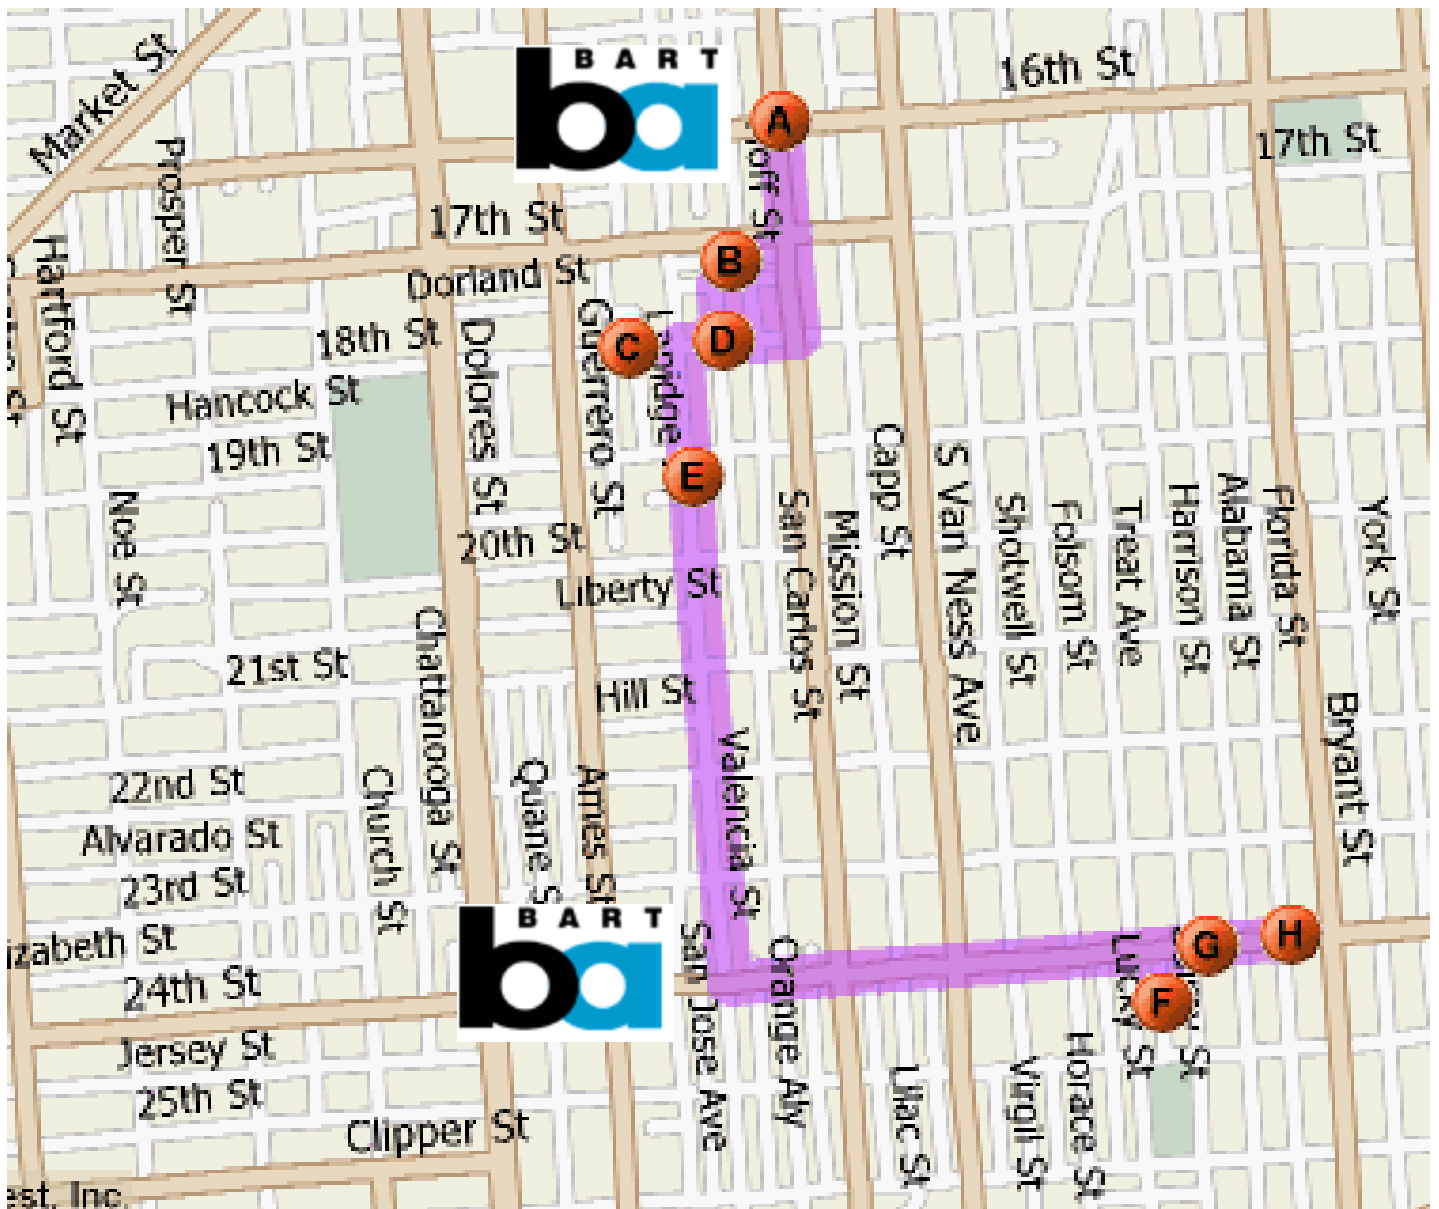 Market St
BART
ba
16th St
A
17th St
Prosper St
17th St
Hartford St
B
Dorland St
18th St
Guerrero St
C
D
Dolores St
Hancock St
19th St
E
Capp St
S Van Ness Ave
Noe St
20th St
San Carlos St
Mission St
Shotwell St
Folsom St
Treat Ave
Harrison St
Alabama St
Florida St
York St
Liberty St
Chattanooga St
21st St
Hill St
Bryant St
Valencia St
22nd St
Church St
Quane S
Ames St
Alvarado St
23rd St
BART
ba
San Jose Ave
Orange Aly
Lucky St
G
H
24th St
F
Jersey St
Horace St
25th St
Lilac St
Virgil St
Clipper St
est, Inc.